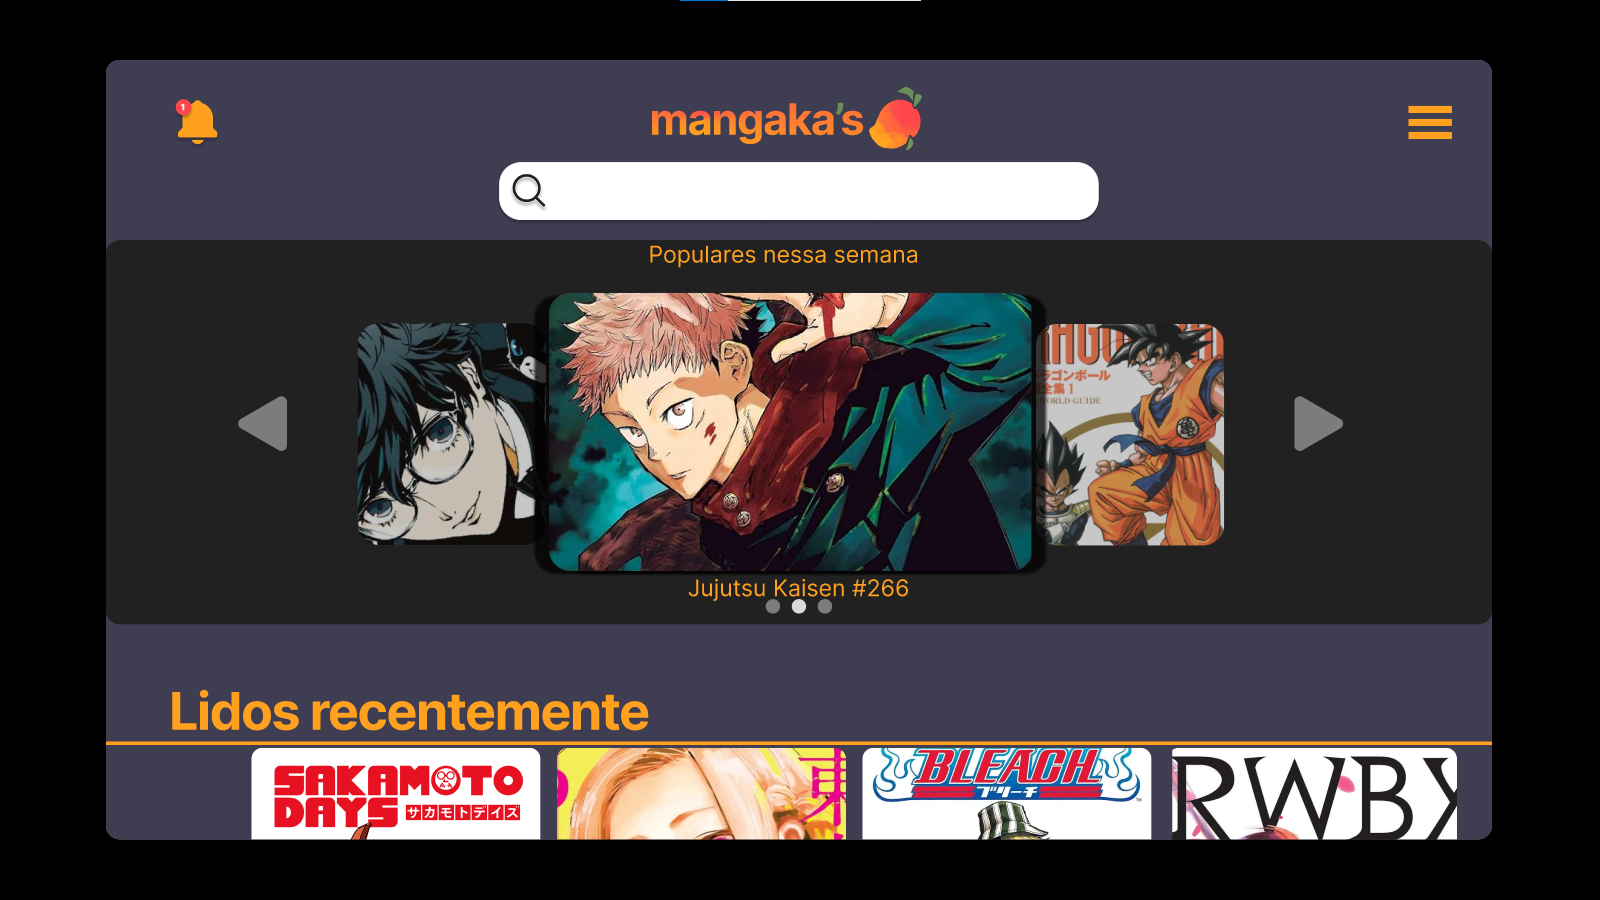 1
mangaka's
Populares nessa semana
ドラゴンボール
全集 1
WORLD GUIDE
Jujutsu Kaisen #266
Lidos recentemente
SAKAMOTO
DAYS サカモトデイズ
東
BLEACH
ブリーチ
RWBY